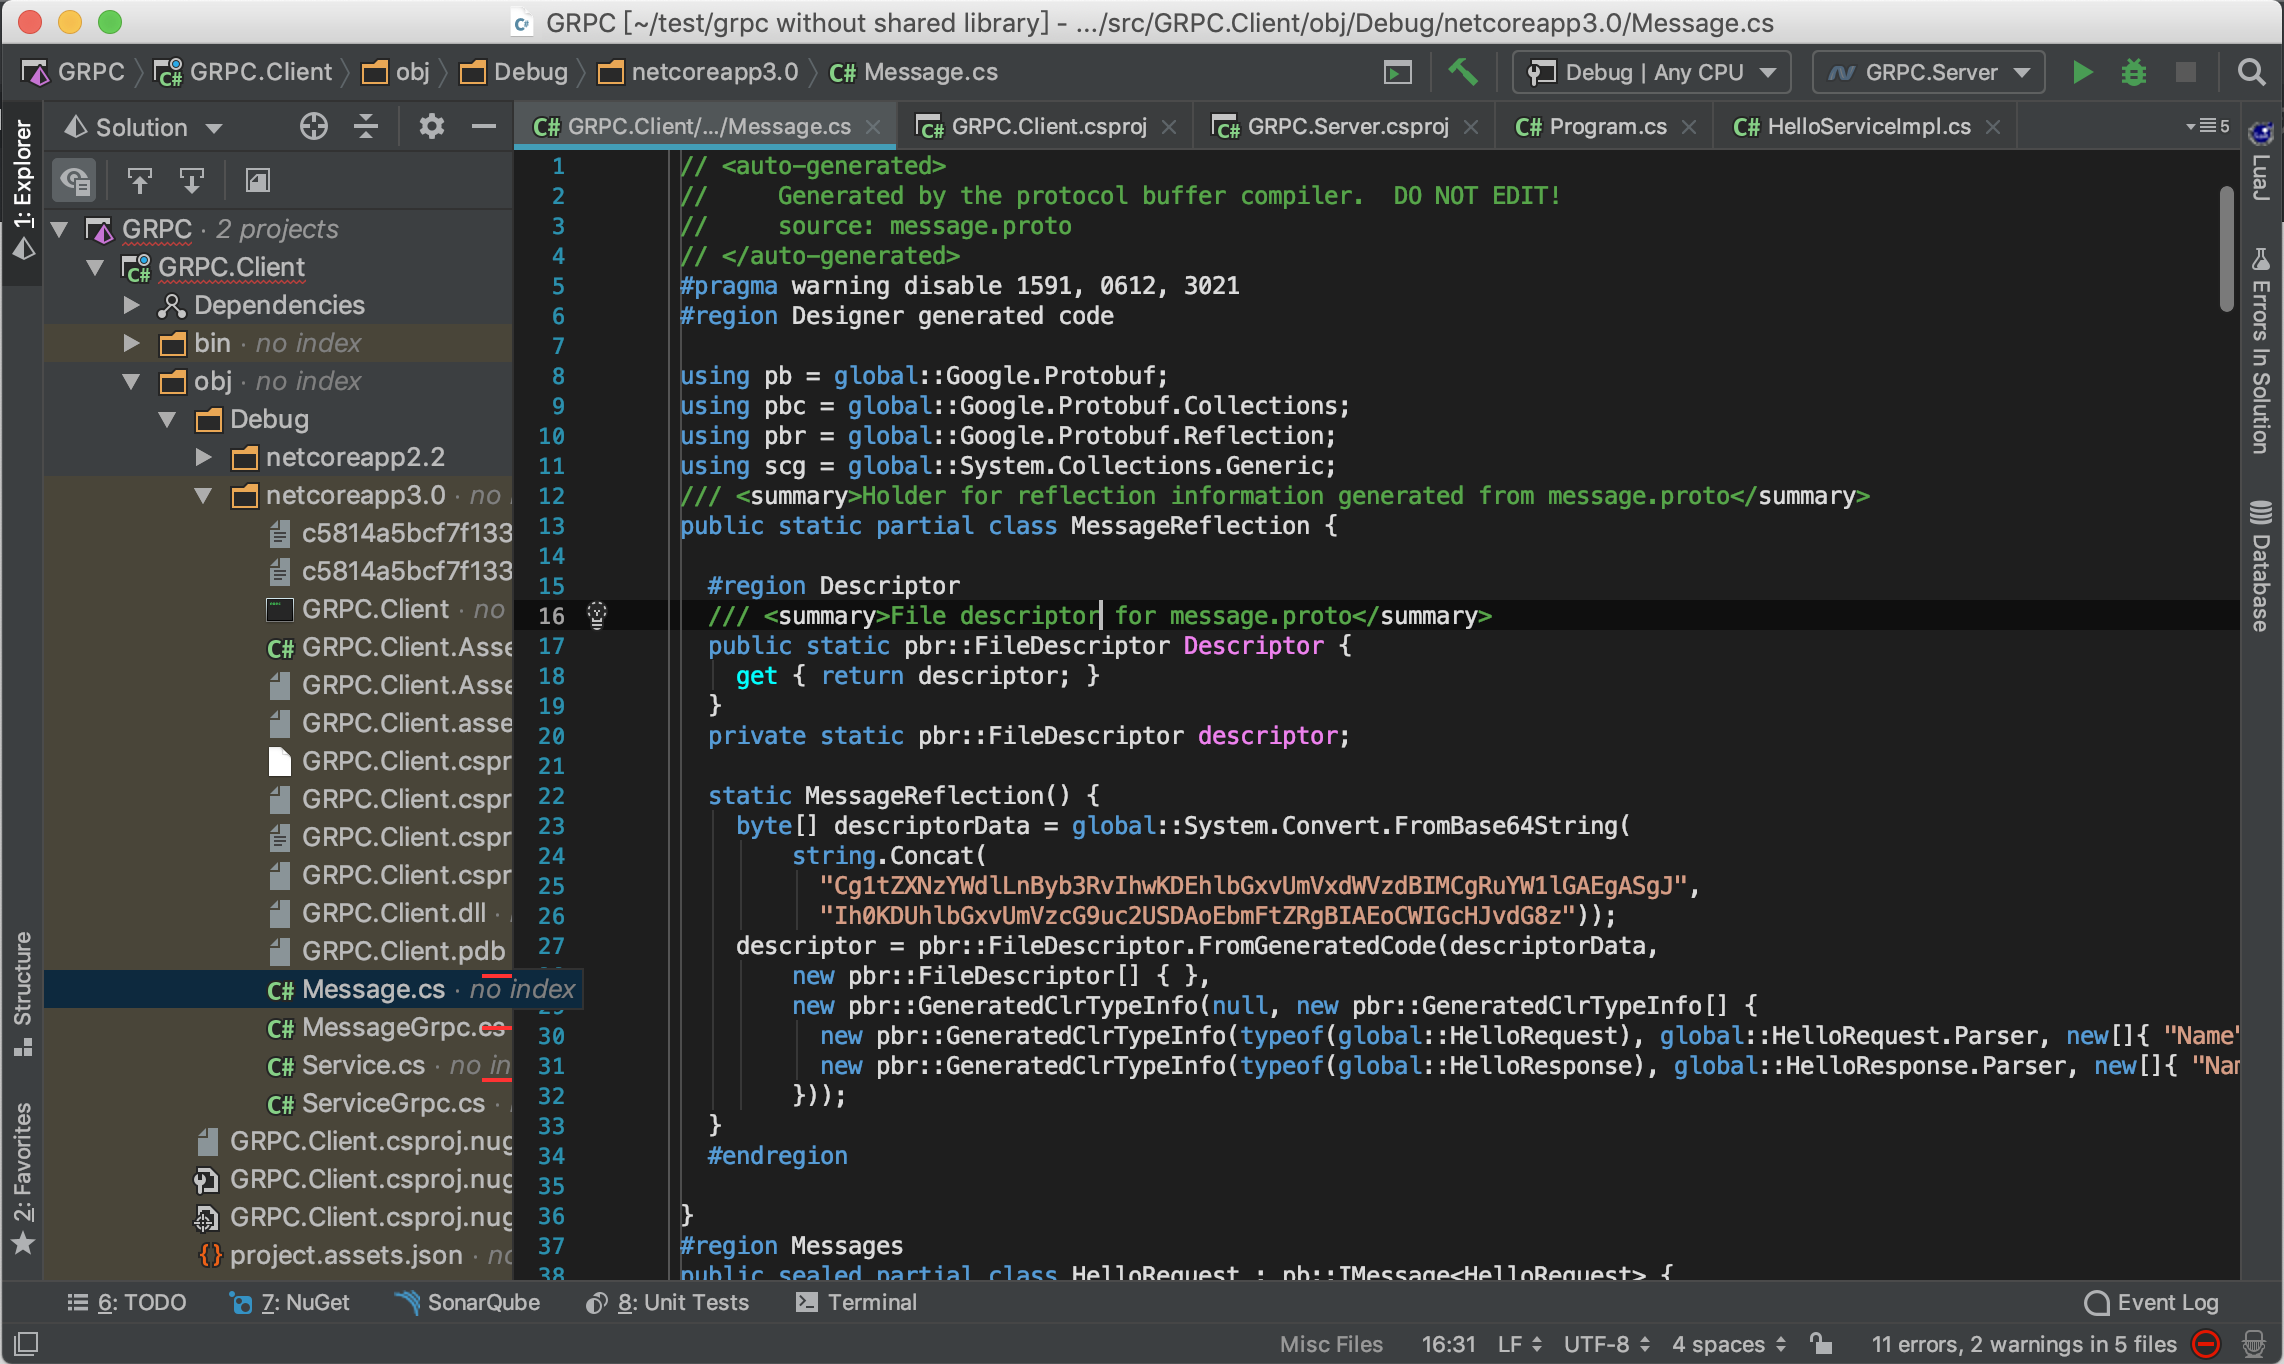 GRPC [~/test/grpc without shared library] - .../src/GRPC.Client/obj/Debug/netcoreapp3.0/Message.cs
GRPC GRPC.Client obj Debug netcoreapp3.0 C# Message.cs Debug | Any CPU GRPC.Server
Solution
C# GRPC.Client/.../Message.cs C# GRPC.Client.csproj C# GRPC.Server.csproj C# Program.cs C# HelloServiceImpl.cs 5
1: Explorer
Structure
2: Favorites
GRPC · 2 projects
C# GRPC.Client
Dependencies
bin · no index
obj · no index
Debug
netcoreapp2.2
netcoreapp3.0 · no
c5814a5bcf7f133
c5814a5bcf7f133
GRPC.Client · no
C# GRPC.Client.Asse
GRPC.Client.Asse
GRPC.Client.asse
GRPC.Client.cspr
GRPC.Client.cspr
GRPC.Client.cspr
GRPC.Client.cspr
GRPC.Client.dll ·
GRPC.Client.pdb
C# Message.cs · no index
C# MessageGrpc.cs
C# Service.cs · no in
C# ServiceGrpc.cs ·
GRPC.Client.csproj.nug
GRPC.Client.csproj.nug
GRPC.Client.csproj.nug
{} project.assets.json · no
1 // <auto-generated>
2 //     Generated by the protocol buffer compiler.  DO NOT EDIT!
3 //     source: message.proto
4 // </auto-generated>
5 #pragma warning disable 1591, 0612, 3021
6 #region Designer generated code
7
8 using pb = global::Google.Protobuf;
9 using pbc = global::Google.Protobuf.Collections;
10 using pbr = global::Google.Protobuf.Reflection;
11 using scg = global::System.Collections.Generic;
12 /// <summary>Holder for reflection information generated from message.proto</summary>
13 public static partial class MessageReflection {
14
15   #region Descriptor
16   /// <summary>File descriptor for message.proto</summary>
17   public static pbr::FileDescriptor Descriptor {
18     get { return descriptor; }
19   }
20   private static pbr::FileDescriptor descriptor;
21
22   static MessageReflection() {
23     byte[] descriptorData = global::System.Convert.FromBase64String(
24         string.Concat(
25           "Cg1tZXNzYWdlLnByb3RvIhwKDEhlbGxvUmVxdWVzdBIMCgRuYW1lGAEgASgJ",
26           "Ih0KDUhlbGxvUmVzcG9uc2USDAoEbmFtZRgBIAEoCWIGcHJvdG8z"));
27     descriptor = pbr::FileDescriptor.FromGeneratedCode(descriptorData,
new pbr::FileDescriptor[] { },
new pbr::GeneratedClrTypeInfo(null, new pbr::GeneratedClrTypeInfo[] {
30           new pbr::GeneratedClrTypeInfo(typeof(global::HelloRequest), global::HelloRequest.Parser, new[]{ "Name"
31           new pbr::GeneratedClrTypeInfo(typeof(global::HelloResponse), global::HelloResponse.Parser, new[]{ "Nam
32         }));
33   }
34   #endregion
35
36 }
37 #region Messages
38 public sealed partial class HelloRequest : pb::IMessage<HelloRequest> {
LuaJ
Errors In Solution
Database
6: TODO 7: NuGet SonarQube 8: Unit Tests Terminal Event Log
Misc Files 16:31 LF UTF-8 4 spaces 11 errors, 2 warnings in 5 files